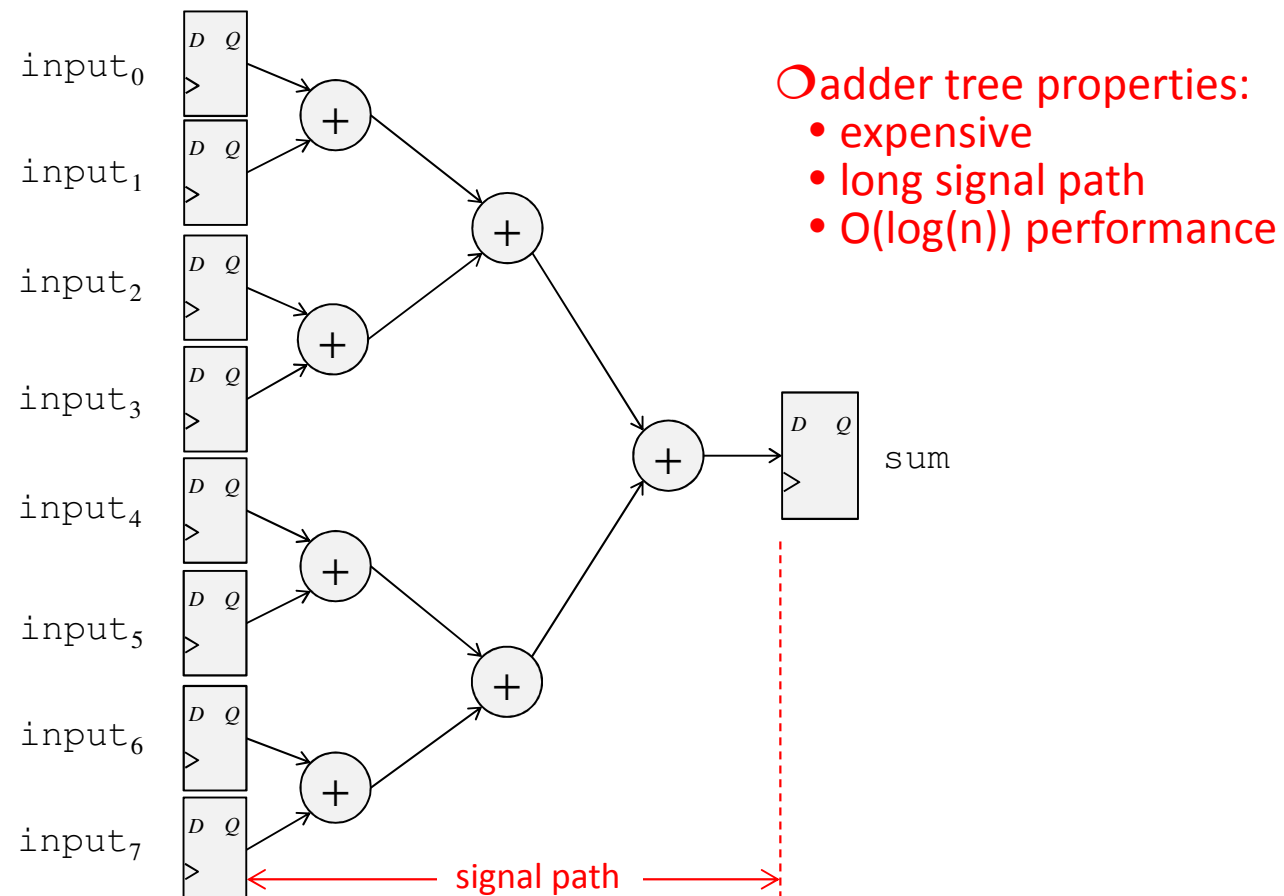 D Q
input0
D Q
input1
D Q
input2
D Q
input3
D Q
input4
D Q
input5
D Q
input6
D Q
input7
+
+
+
+
+
+
+
D Q
sum
signal path
adder tree properties:
• expensive
• long signal path
• O(log(n)) performance